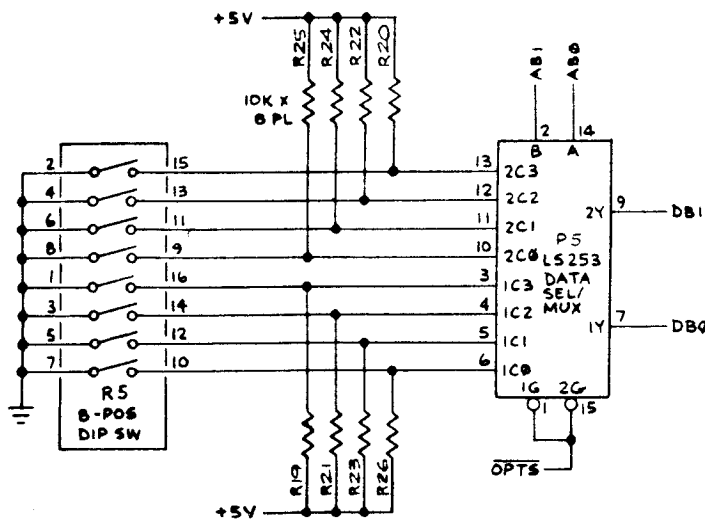 +5V
R25
R24
R22
R20
10K X
8 PL
AB1
AB0
2
14
B
A
2
15
13
2C3
4
13
12
2C2
9
2Y
DB1
6
11
11
2C1
8
9
10
2C0
P5
LS253
DATA
SEL/
MUX
1
16
3
1C3
3
14
4
1C2
7
1Y
DB0
5
12
5
1C1
7
10
6
1C0
R5
8-POS
DIP SW
1G
2G
1
15
OPTS
R19
R21
R23
R26
+5V